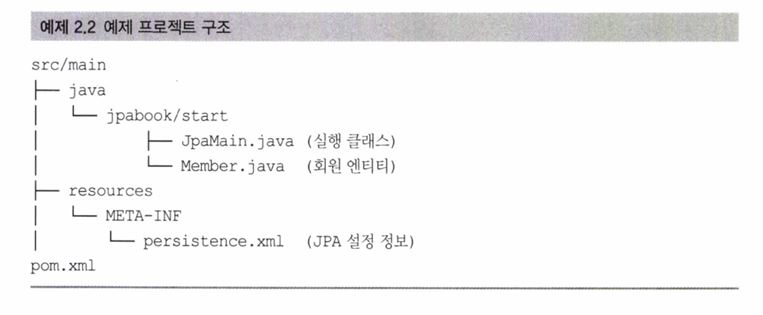 예제 2.2 예제 프로젝트 구조
src/main
├── java
│   └── jpabook/start
│           ├── JpaMain.java (실행 클래스)
│           └── Member.java (회원 엔티티)
├── resources
│   └── META-INF
│       └── persistence.xml (JPA 설정 정보)
pom.xml